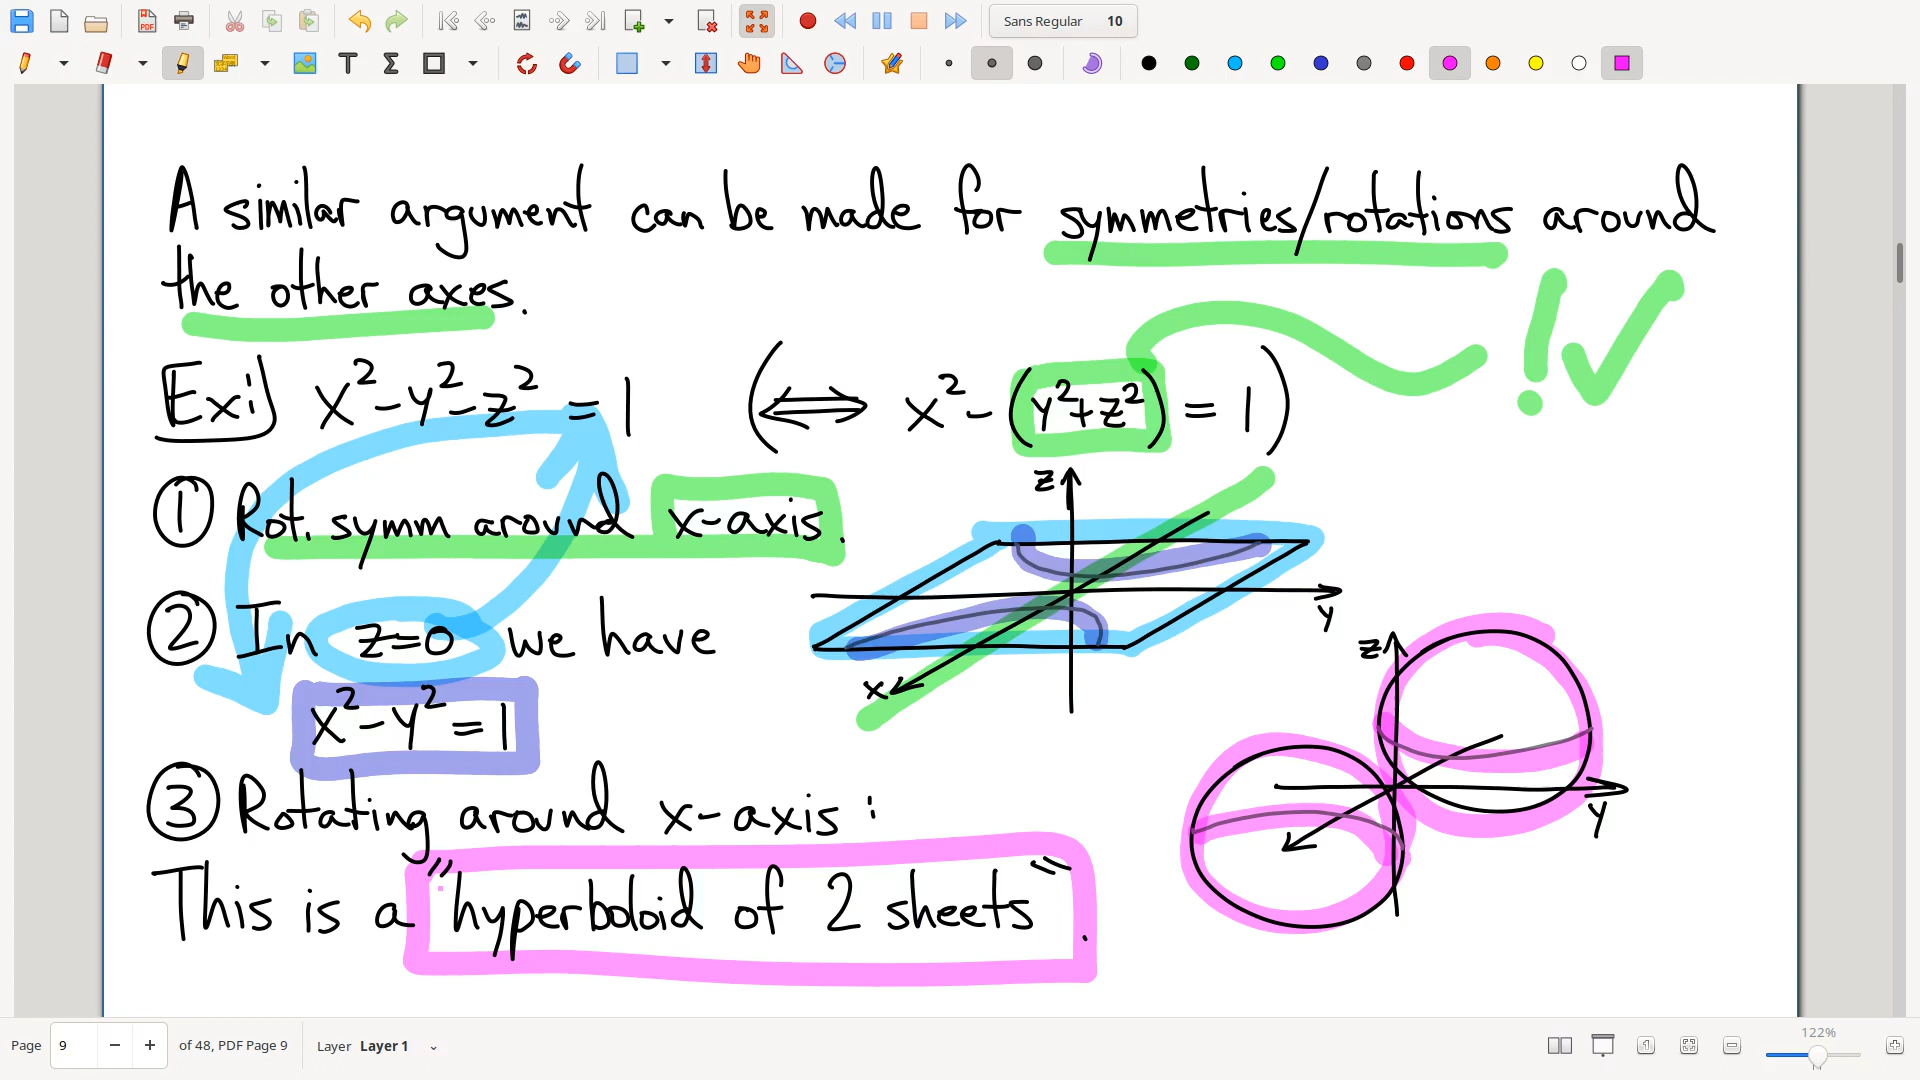 Sans Regular 10
A similar argument can be made for symmetries/rotations around
the other axes.
Ex: x²-y²-z²=1 (⟺ x²-(y²+z²)=1)
① Rot. symm around x-axis.
② In z=0 we have
x²-y²=1
③ Rotating around x-axis:
This is a "hyperboloid of 2 sheets".
z
y
x
z
y
Page 9 of 48, PDF Page 9 Layer Layer 1
122%